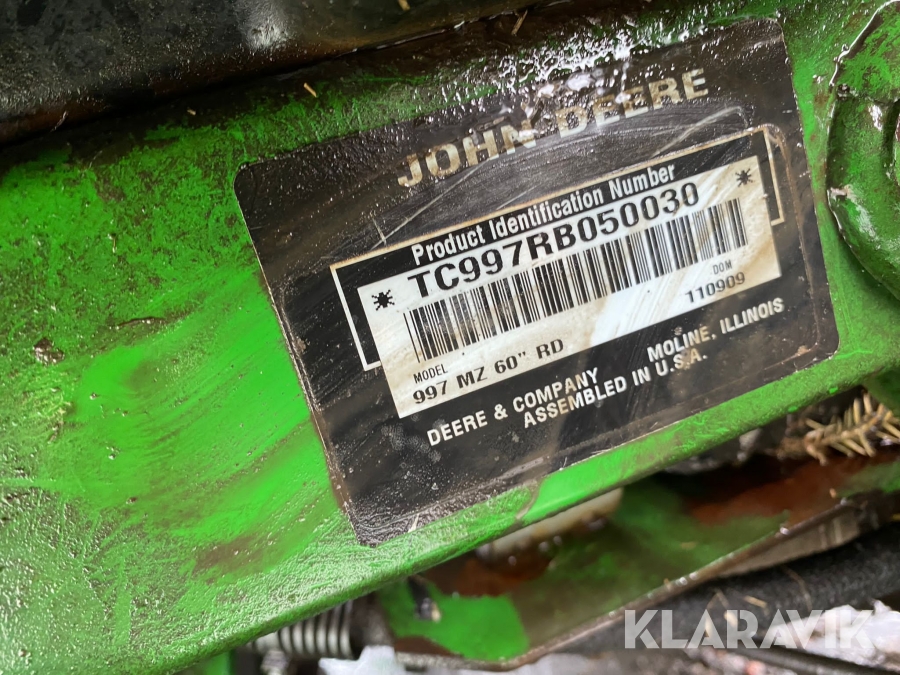 JOHN DEERE
Product Identification Number
*TC997RB050030*
MODEL
997 MZ 60" RD
DOM
110909
DEERE & COMPANY MOLINE, ILLINOIS
ASSEMBLED IN U.S.A.
KLARAVIK